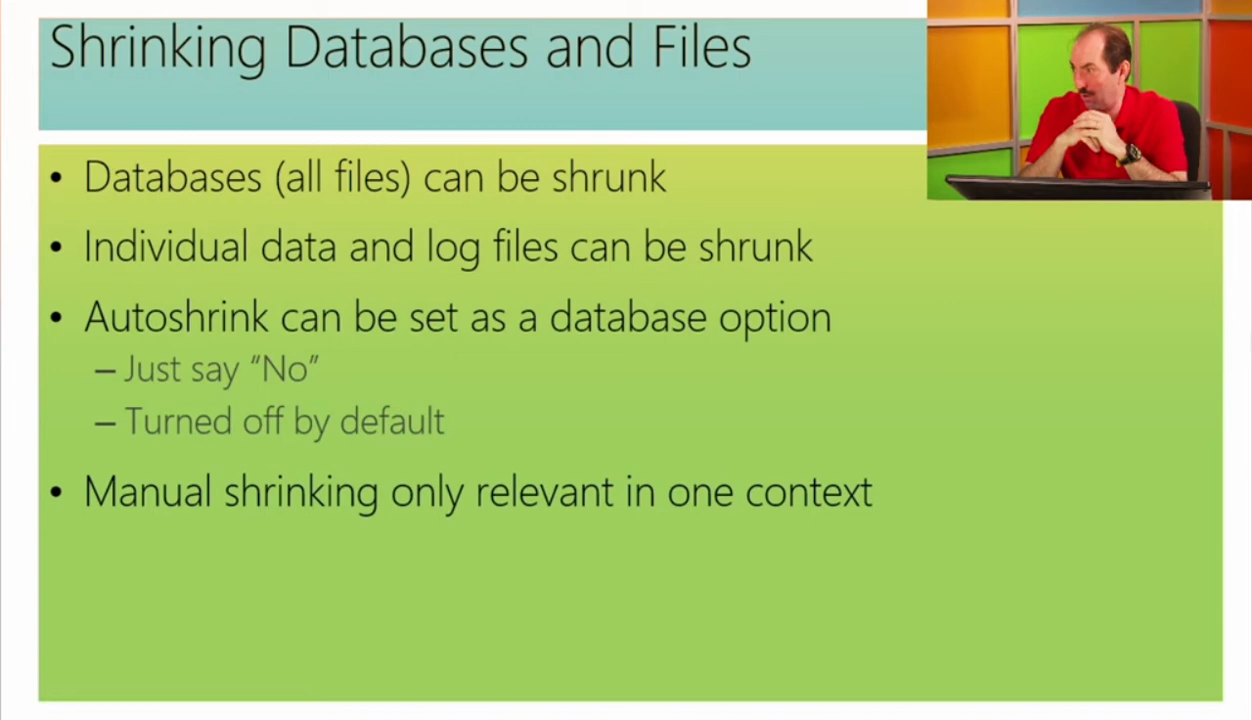 Shrinking Databases and Files
• Databases (all files) can be shrunk
• Individual data and log files can be shrunk
• Autoshrink can be set as a database option
– Just say “No”
– Turned off by default
• Manual shrinking only relevant in one context